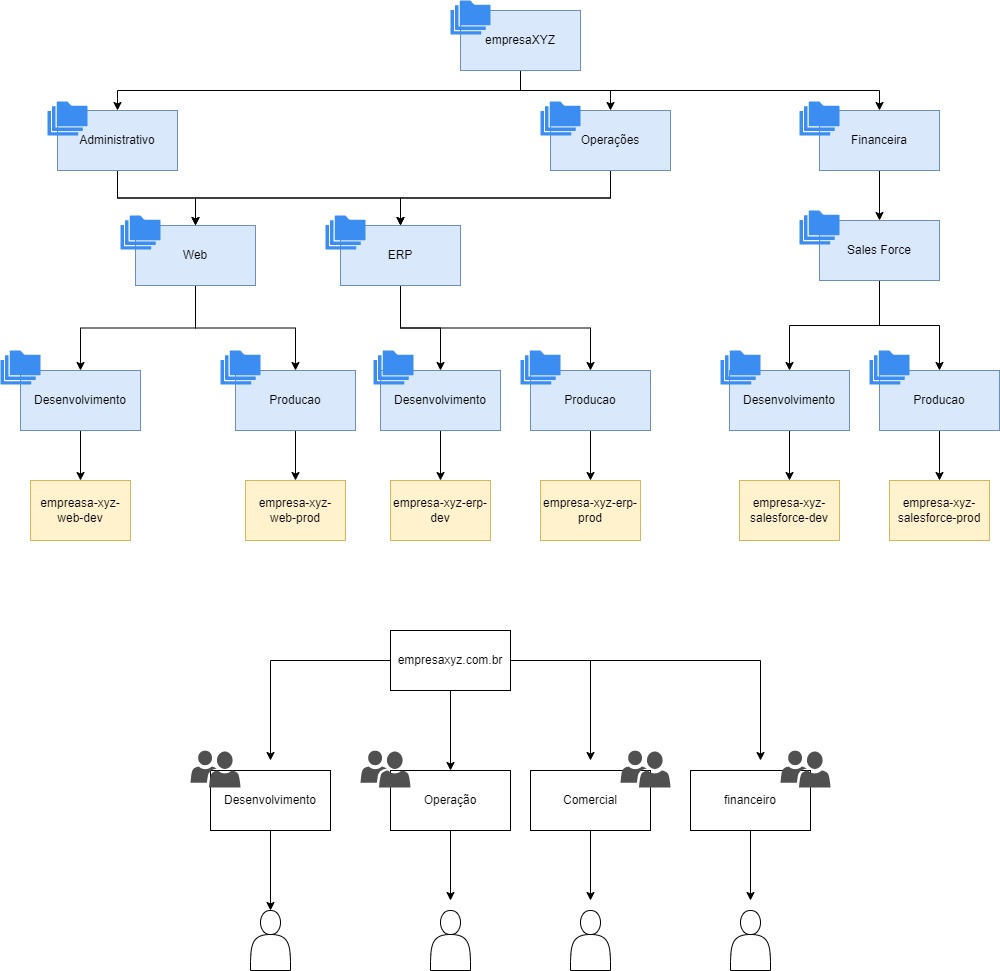 empresaXYZ
Administrativo
Operações
Financeira
Web
ERP
Sales Force
Desenvolvimento
Producao
Desenvolvimento
Producao
Desenvolvimento
Producao
empreasa-xyz-
web-dev
empresa-xyz-
web-prod
empresa-xyz-erp-
dev
empresa-xyz-erp-
prod
empresa-xyz-
salesforce-dev
empresa-xyz-
salesforce-prod
empresaxyz.com.br
Desenvolvimento
Operação
Comercial
financeiro